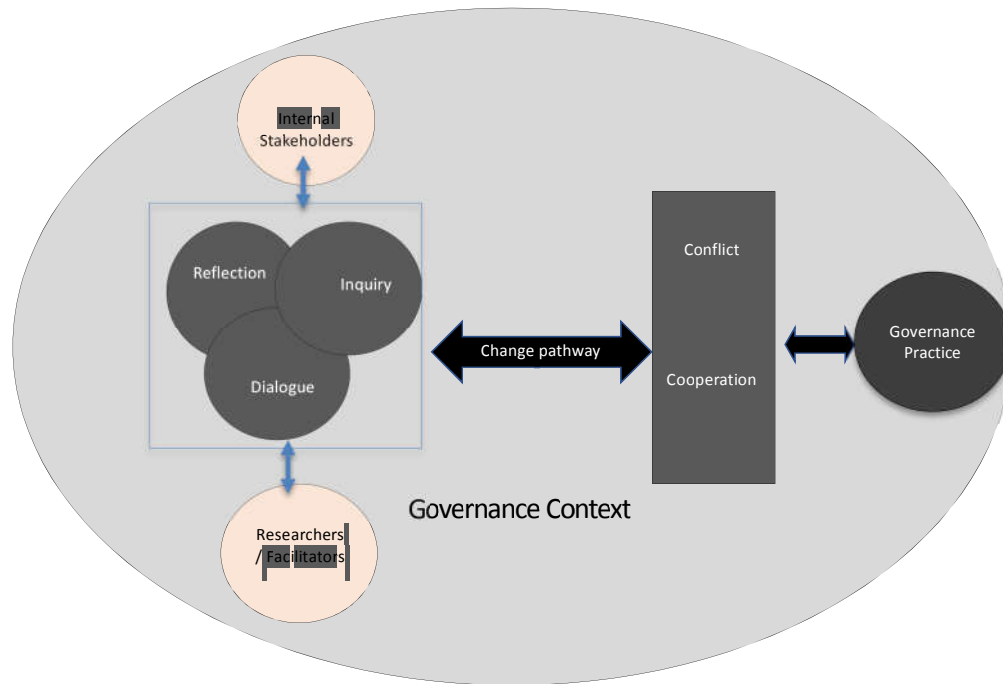 Internal
Stakeholders
Reflection
Inquiry
Dialogue
Change pathway
Conflict
Cooperation
Governance
Practice
Governance Context
Researchers
/ Facilitators